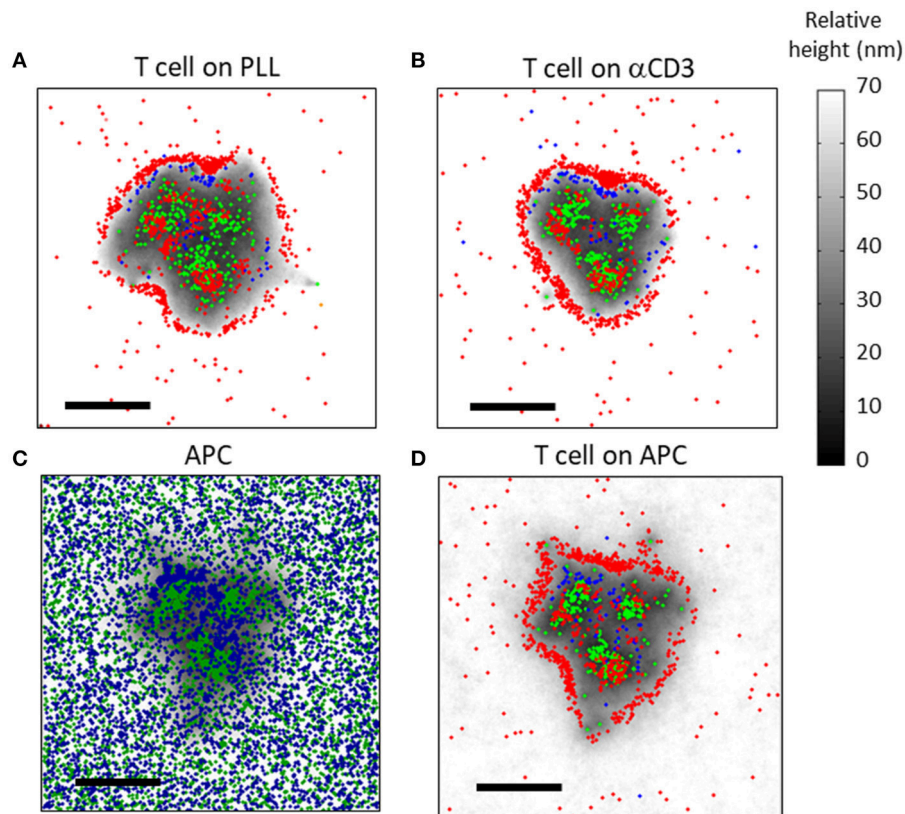 Relative
height (nm)
A
T cell on PLL
B
T cell on αCD3
70
60
50
40
30
20
10
0
C
APC
D
T cell on APC